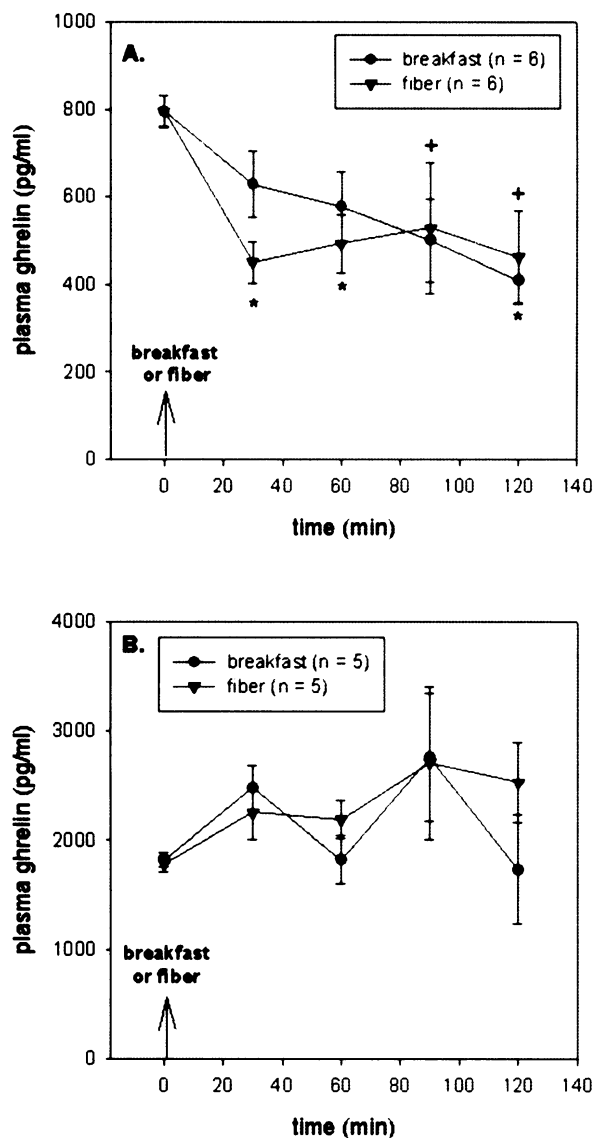 A.
breakfast (n = 6)
fiber (n = 6)
1000
800
600
400
200
0
plasma ghrelin (pg/ml)
+
+
*
*
*
breakfast
or fiber
0 20 40 60 80 100 120 140
time (min)
B.
breakfast (n = 5)
fiber (n = 5)
4000
3000
2000
1000
0
plasma ghrelin (pg/ml)
breakfast
or fiber
0 20 40 60 80 100 120 140
time (min)